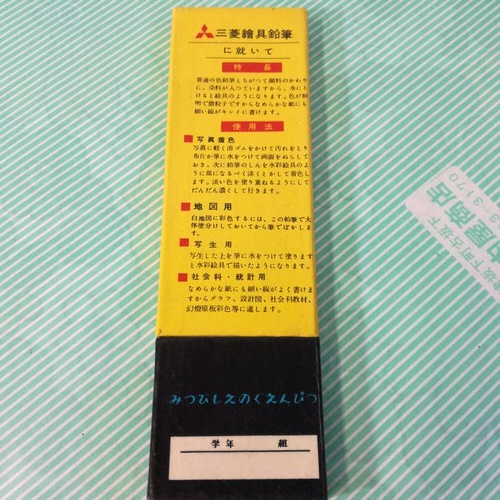 三菱繪具鉛筆
に就いて
特長
普通の色鉛筆とちがつて顔料のかわり
に、染料が入つていますから、水にと
けると絵具のようになります。色が鮮
明で微粒子ですからなめらかな紙にも
細い線がキレイに書けます。
使用法
写眞着色
写眞に軽く消ゴムをかけて汚れをとり
布片か筆に水をつけて画面をぬらして
おき、次に鉛筆のしんを水彩絵具のよ
うに皿になるべく淡くとかして着色し
ます。淡い色を塗り重ねるようにして
だんだん濃くして行きます。
地図用
白地図に彩色するには、この鉛筆で大
体塗分けしておいてから筆でぼかしま
す。
写生用
写生した上を筆に水をつけて塗ります
と水彩絵具で描いたようになります。
社会科・統計用
なめらかな紙にも細い線がよく書けま
すからグラフ、設計図、社会科教材、
幻燈原板彩色等に適します。
みつびしえのぐえんぴつ
学年 組
商店
3170